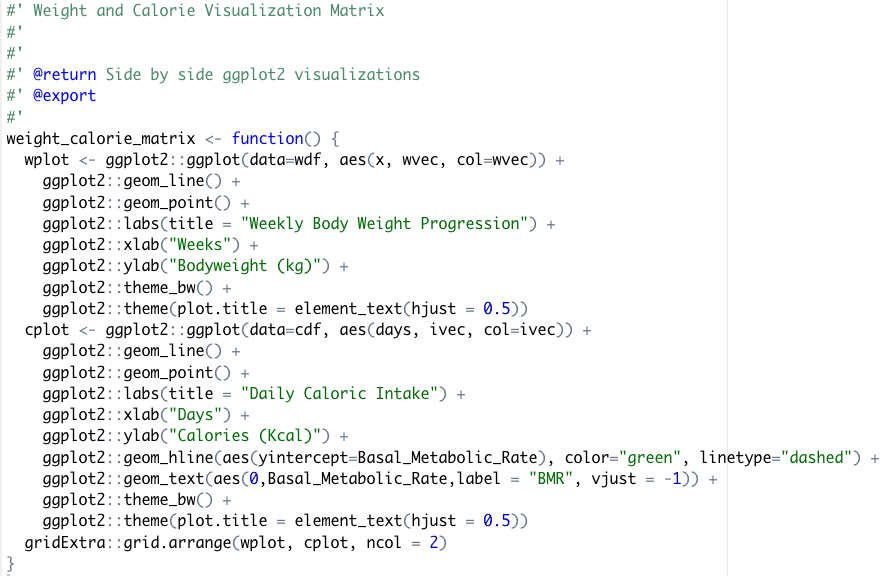 #' Weight and Calorie Visualization Matrix
#'
#'
#' @return Side by side ggplot2 visualizations
#' @export
#'
weight_calorie_matrix <- function() {
  wplot <- ggplot2::ggplot(data=wdf, aes(x, wvec, col=wvec)) +
    ggplot2::geom_line() +
    ggplot2::geom_point() +
    ggplot2::labs(title = "Weekly Body Weight Progression") +
    ggplot2::xlab("Weeks") +
    ggplot2::ylab("Bodyweight (kg)") +
    ggplot2::theme_bw() +
    ggplot2::theme(plot.title = element_text(hjust = 0.5))
  cplot <- ggplot2::ggplot(data=cdf, aes(days, ivec, col=ivec)) +
    ggplot2::geom_line() +
    ggplot2::geom_point() +
    ggplot2::labs(title = "Daily Caloric Intake") +
    ggplot2::xlab("Days") +
    ggplot2::ylab("Calories (Kcal)") +
    ggplot2::geom_hline(aes(yintercept=Basal_Metabolic_Rate), color="green", linetype="dashed") +
    ggplot2::geom_text(aes(0,Basal_Metabolic_Rate,label = "BMR", vjust = -1)) +
    ggplot2::theme_bw() +
    ggplot2::theme(plot.title = element_text(hjust = 0.5))
  gridExtra::grid.arrange(wplot, cplot, ncol = 2)
}